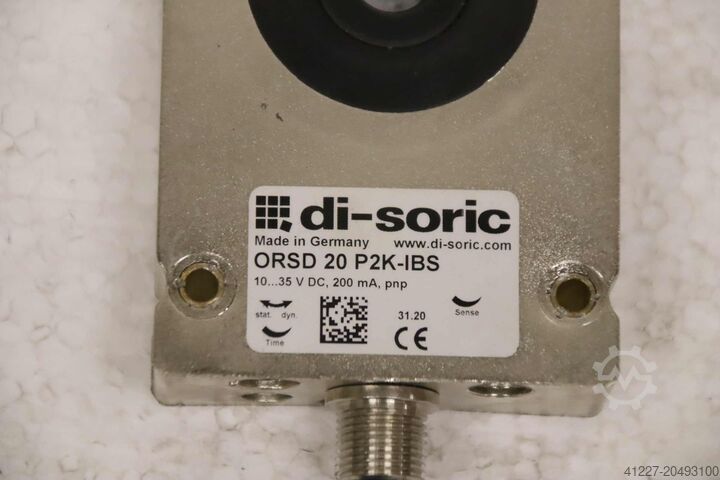 di-soric
Made in Germany www.di-soric.com
ORSD 20 P2K-IBS
10...35 V DC, 200 mA, pnp
stat. dyn.
31.20
Sense
Time
CE
41227-20493100